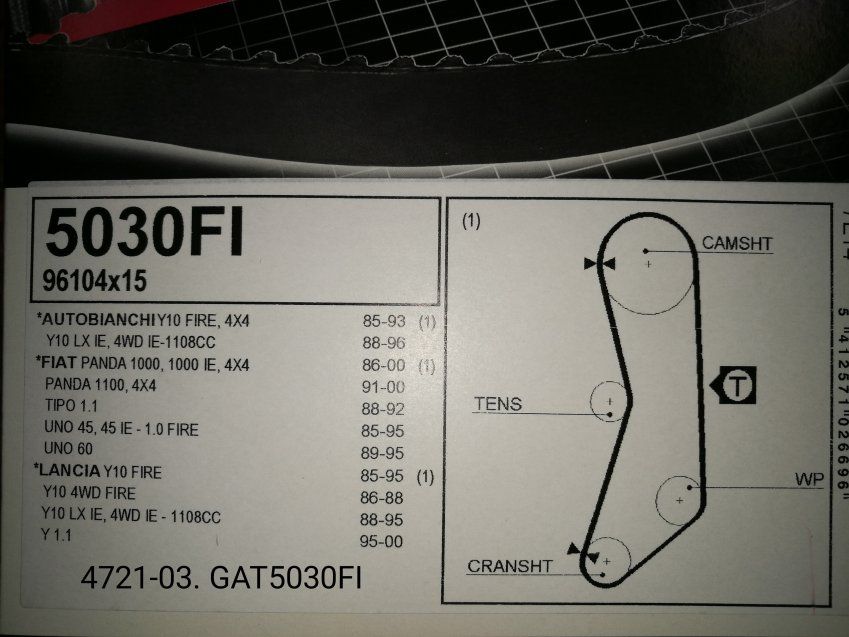 5030FI
96104x15
*AUTOBIANCHI Y10 FIRE, 4X4 85-93 (1)
Y10 LX IE, 4WD IE-1108CC 88-96
*FIAT PANDA 1000, 1000 IE, 4X4 86-00 (1)
PANDA 1100, 4X4 91-00
TIPO 1.1 88-92
UNO 45, 45 IE - 1.0 FIRE 85-95
UNO 60 89-95
*LANCIA Y10 FIRE 85-95 (1)
Y10 4WD FIRE 86-88
Y10 LX IE, 4WD IE - 1108CC 88-95
Y 1.1 95-00
4721-03. GAT5030FI
(1)
CAMSHT
T
TENS
WP
CRANSHT
5 412571 026696